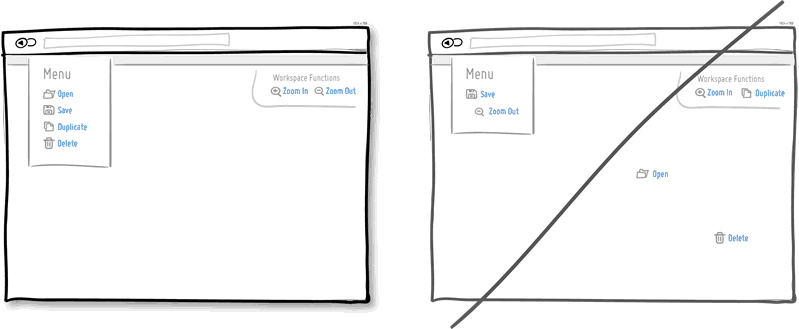 Menu
Open
Save
Duplicate
Delete
Workspace Functions
Zoom In Zoom Out
Menu
Save
Zoom Out
Workspace Functions
Zoom In Duplicate
Open
Delete